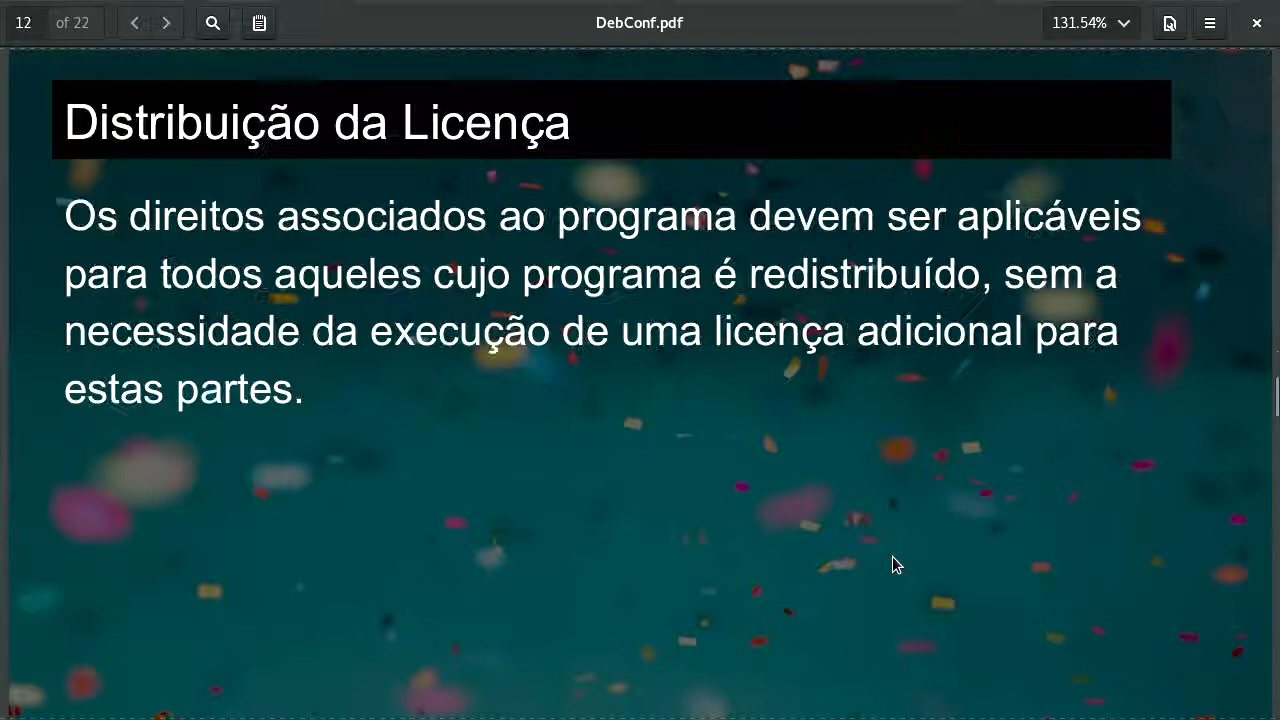 12 of 22 DebConf.pdf 131.54%
Distribuição da Licença
Os direitos associados ao programa devem ser aplicáveis
para todos aqueles cujo programa é redistribuído, sem a
necessidade da execução de uma licença adicional para
estas partes.